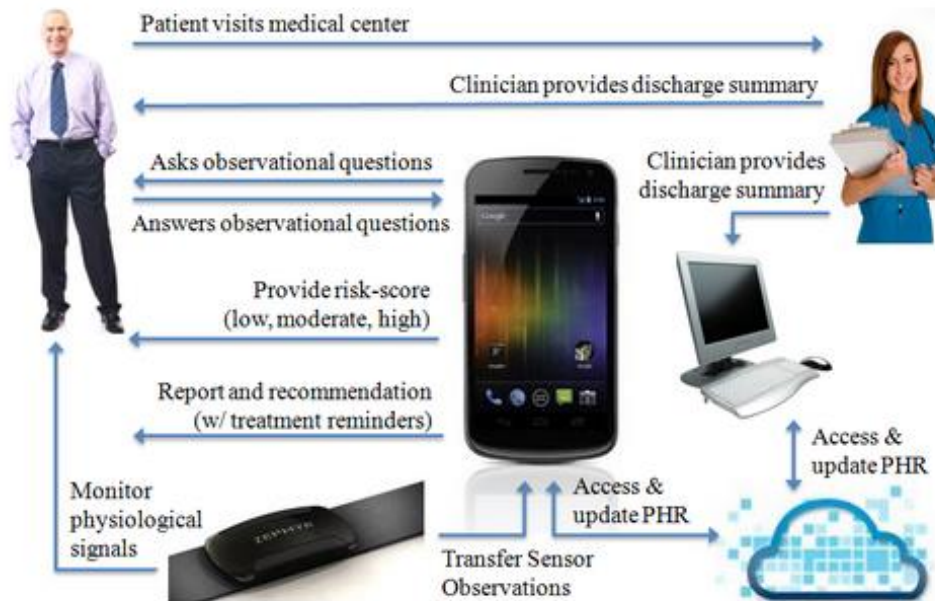 Patient visits medical center
Clinician provides discharge summary
Asks observational questions
Answers observational questions
Clinician provides
discharge summary
Google
Provide risk-score
(low, moderate, high)
Report and recommendation
(w/ treatment reminders)
Access &
update PHR
Monitor
physiological
signals
ZEPHYR
Access &
update PHR
Transfer Sensor
Observations